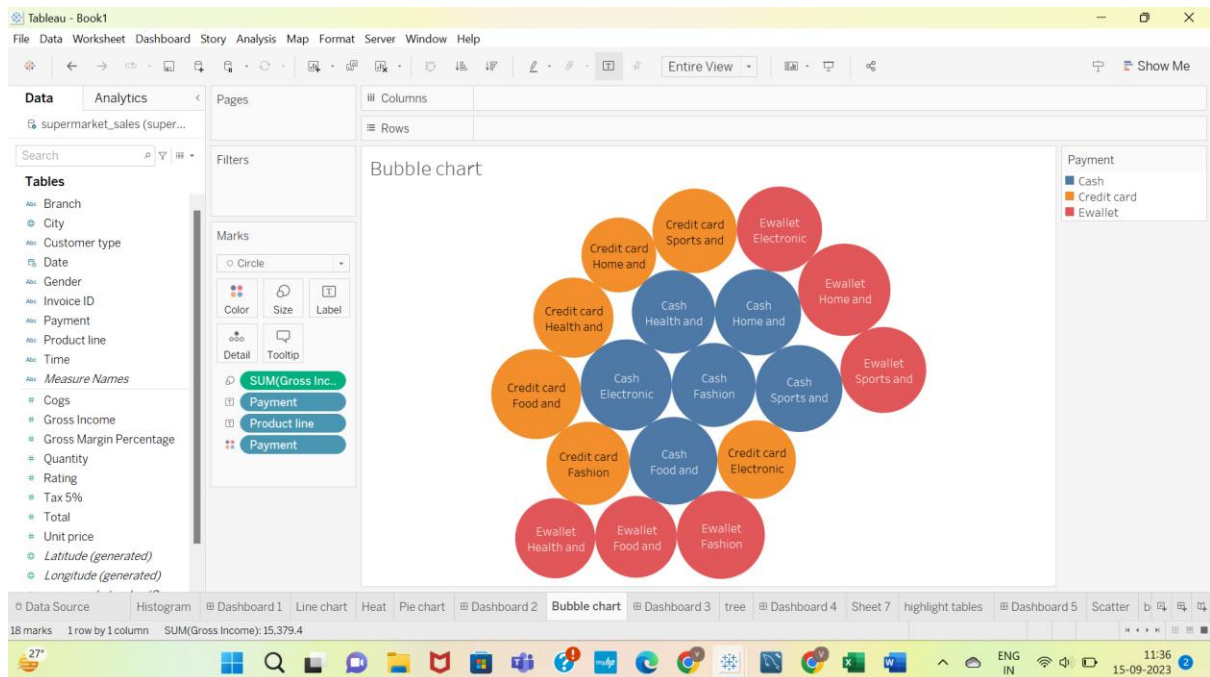 Tableau - Book1
File Data Worksheet Dashboard Story Analysis Map Format Server Window Help
Entire View
Show Me
Data Analytics
supermarket_sales (super...
Search
Tables
Abc Branch
City
Abc Customer type
Date
Abc Gender
Abc Invoice ID
Abc Payment
Abc Product line
Abc Time
Abc Measure Names
# Cogs
# Gross Income
# Gross Margin Percentage
# Quantity
# Rating
# Tax 5%
# Total
# Unit price
Latitude (generated)
Longitude (generated)
Pages
Filters
Marks
Circle
Color Size Label
Detail Tooltip
SUM(Gross Inc..
Payment
Product line
Payment
Columns
Rows
Bubble chart
Credit card
Sports and
Ewallet
Electronic
Credit card
Home and
Ewallet
Home and
Credit card
Health and
Cash
Health and
Cash
Home and
Ewallet
Sports and
Credit card
Food and
Cash
Electronic
Cash
Fashion
Cash
Sports and
Credit card
Fashion
Cash
Food and
Credit card
Electronic
Ewallet
Health and
Ewallet
Food and
Ewallet
Fashion
Payment
Cash
Credit card
Ewallet
Data Source Histogram Dashboard 1 Line chart Heat Pie chart Dashboard 2 Bubble chart Dashboard 3 tree Dashboard 4 Sheet 7 highlight tables Dashboard 5 Scatter b
18 marks 1 row by 1 column SUM(Gross Income): 15,379.4
27°
ENG
IN
11:36
15-09-2023
2